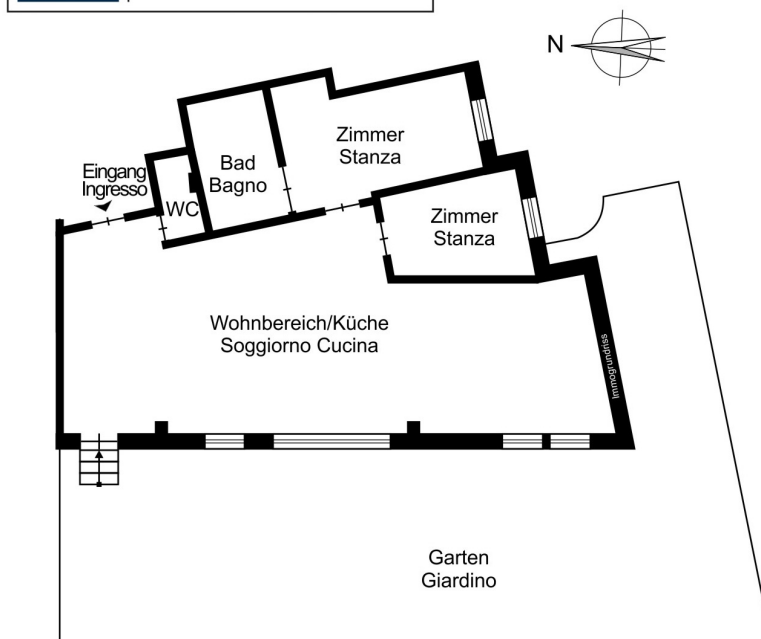 N
Eingang
Ingresso
WC
Bad
Bagno
Zimmer
Stanza
Zimmer
Stanza
Wohnbereich/Küche
Soggiorno Cucina
Immogrundriss
Garten
Giardino